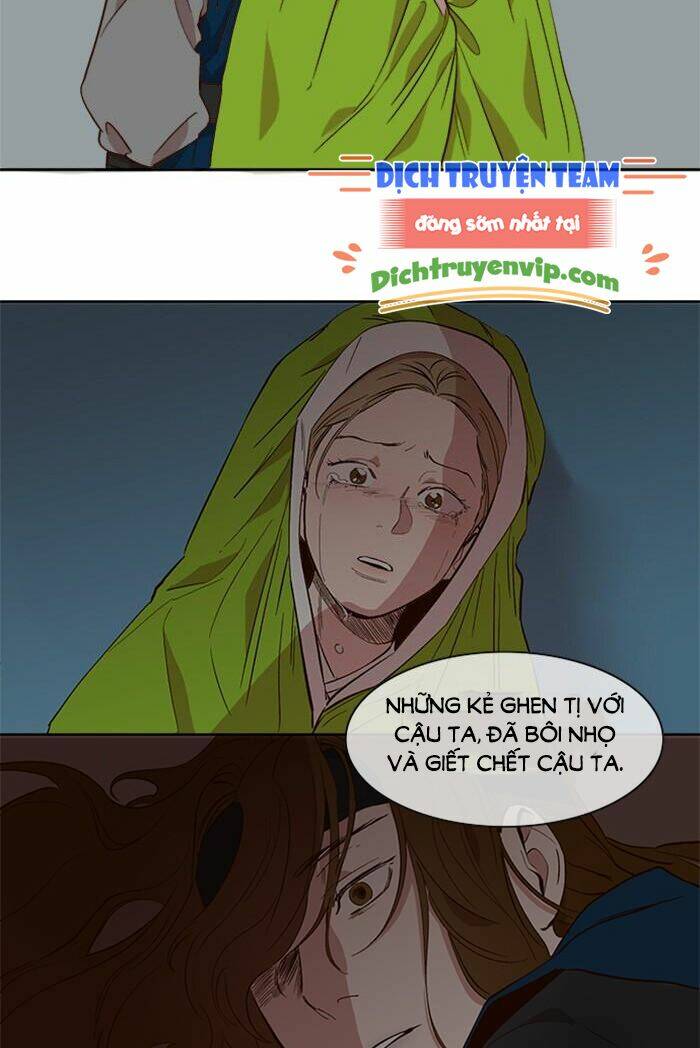 DỊCH TRUYỆN TEAM
đăng sớm nhất tại
Dichtruyenvip.com
NHỮNG KẺ GHEN TỊ VỚI
CẬU TA, ĐÃ BÔI NHỌ
VÀ GIẾT CHẾT CẬU TA.